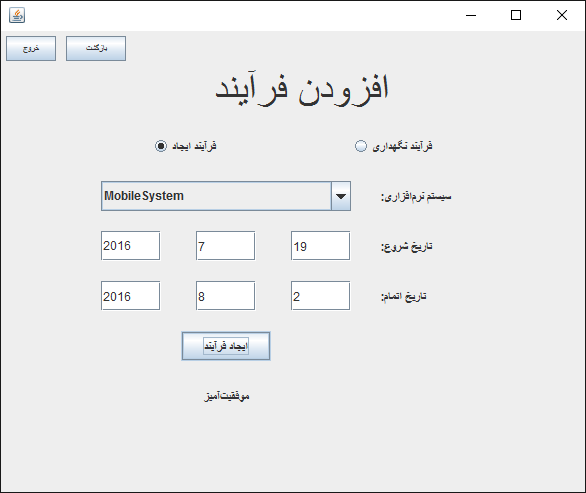 بازگشت خروج
افزودن فرآیند
فرآیند نگهداری فرآیند ایجاد
سیستم نرم‌افزاری: MobileSystem
تاریخ شروع: 19 7 2016
تاریخ اتمام: 2 8 2016
ایجاد فرآیند
موفقیت‌آمیز